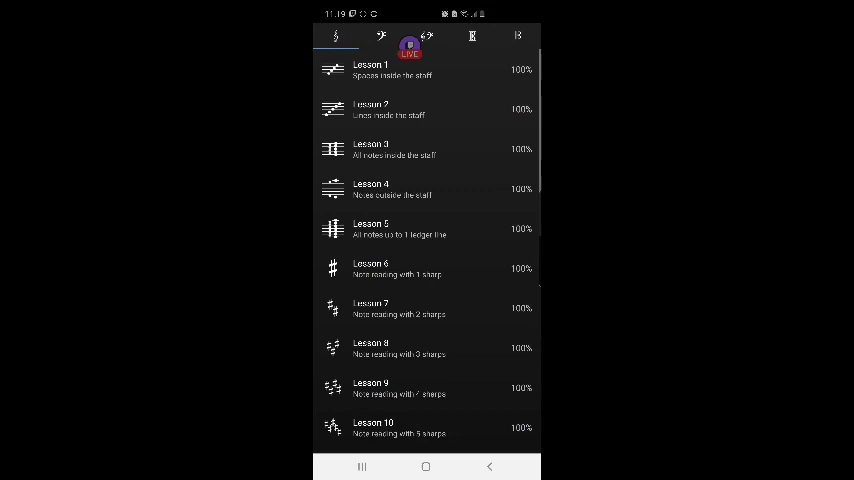 11.19
LIVE
Lesson 1
Spaces inside the staff
100%
Lesson 2
Lines inside the staff
100%
Lesson 3
All notes inside the staff
100%
Lesson 4
Notes outside the staff
100%
Lesson 5
All notes up to 1 ledger line
100%
Lesson 6
Note reading with 1 sharp
100%
Lesson 7
Note reading with 2 sharps
100%
Lesson 8
Note reading with 3 sharps
100%
Lesson 9
Note reading with 4 sharps
100%
Lesson 10
Note reading with 5 sharps
100%